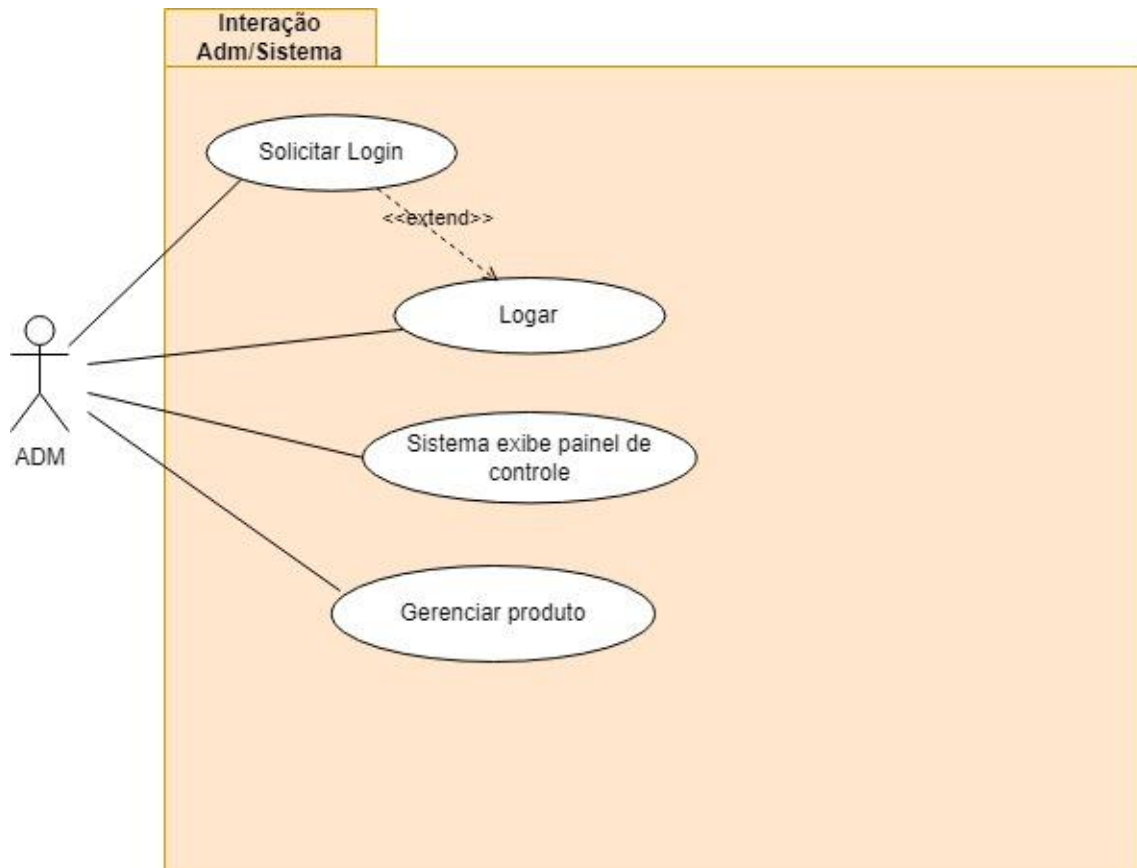 Interação
Adm/Sistema
Solicitar Login
<<extend>>
Logar
Sistema exibe painel de
controle
ADM
Gerenciar produto